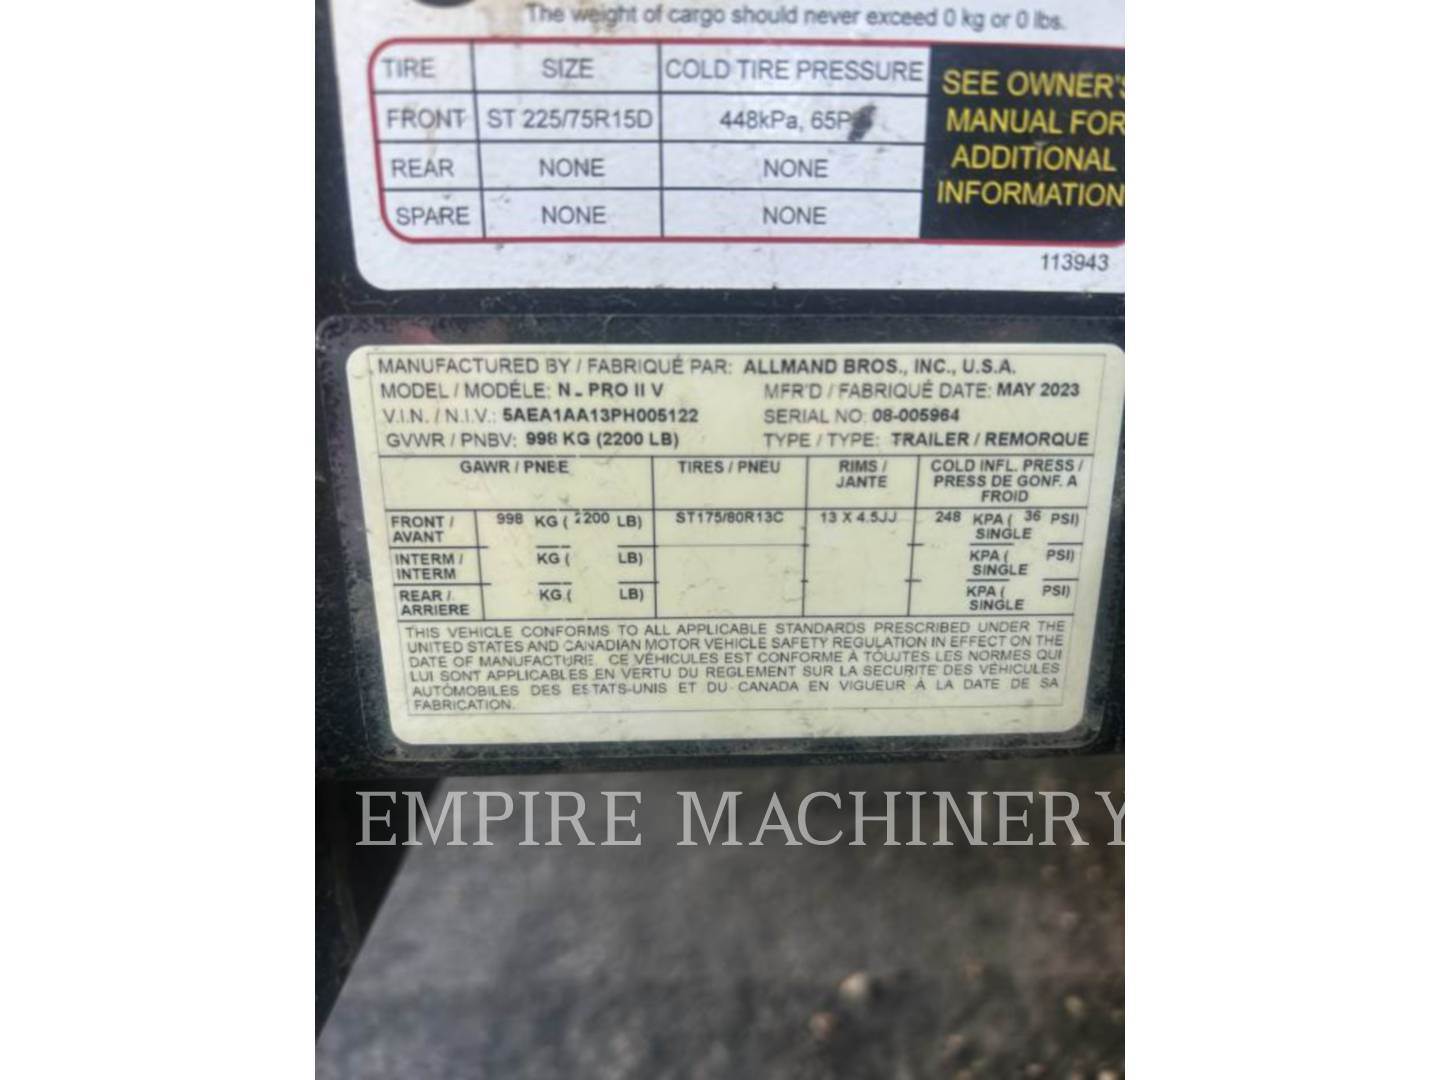 The weight of cargo should never exceed 0 kg or 0 lbs.
TIRE SIZE COLD TIRE PRESSURE
FRONT ST 225/75R15D 448kPa, 65P
REAR NONE NONE
SPARE NONE NONE
SEE OWNER'S
MANUAL FOR
ADDITIONAL
INFORMATION
113943
MANUFACTURED BY / FABRIQUÉ PAR: ALLMAND BROS., INC., U.S.A.
MODEL / MODÉLE: N PRO II V MFR'D / FABRIQUÉ DATE: MAY 2023
V.I.N. / N.I.V.: 5AEA1AA13PH005122 SERIAL NO: 08-005964
GVWR / PNBV: 998 KG (2200 LB) TYPE / TYPE: TRAILER / REMORQUE
GAWR / PNBE TIRES / PNEU RIMS / JANTE COLD INFL. PRESS / PRESS DE GONF. A FROID
FRONT / AVANT 998 KG ( 2200 LB) ST175/80R13C 13 X 4.5JJ 248 KPA ( 36 PSI) SINGLE
INTERM / INTERM KG ( LB) KPA ( PSI) SINGLE
REAR / ARRIERE KG ( LB) KPA ( PSI) SINGLE
THIS VEHICLE CONFORMS TO ALL APPLICABLE STANDARDS PRESCRIBED UNDER THE
UNITED STATES AND CANADIAN MOTOR VEHICLE SAFETY REGULATION IN EFFECT ON THE
DATE OF MANUFACTURE. CE VÉHICULES EST CONFORME À TOUTES LES NORMES QUI
LUI SONT APPLICABLES EN VERTU DU REGLEMENT SUR LA SECURITE DES VÉHICULES
AUTOMOBILES DES ESTATS-UNIS ET DU CANADA EN VIGUEUR À LA DATE DE SA
FABRICATION.
EMPIRE MACHINERY